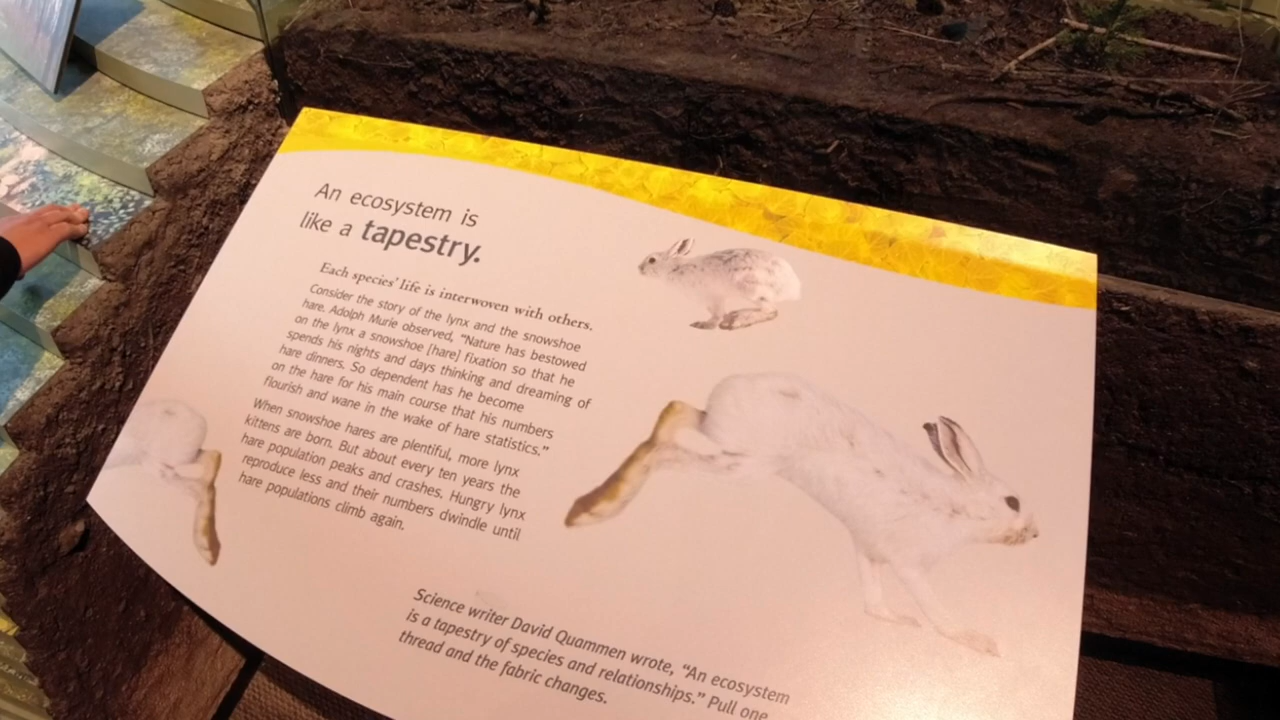 An ecosystem is
like a tapestry.
Each species' life is interwoven with others.
Consider the story of the lynx and the snowshoe
hare. Adolph Murie observed, "Nature has bestowed
on the lynx a snowshoe [hare] fixation so that he
spends his nights and days thinking and dreaming of
hare dinners. So dependent has he become
on the hare for his main course that his numbers
flourish and wane in the wake of hare statistics."
When snowshoe hares are plentiful, more lynx
kittens are born. But about every ten years the
hare population peaks and crashes. Hungry lynx
reproduce less and their numbers dwindle until
hare populations climb again.
Science writer David Quammen wrote, "An ecosystem
is a tapestry of species and relationships." Pull one
thread and the fabric changes.